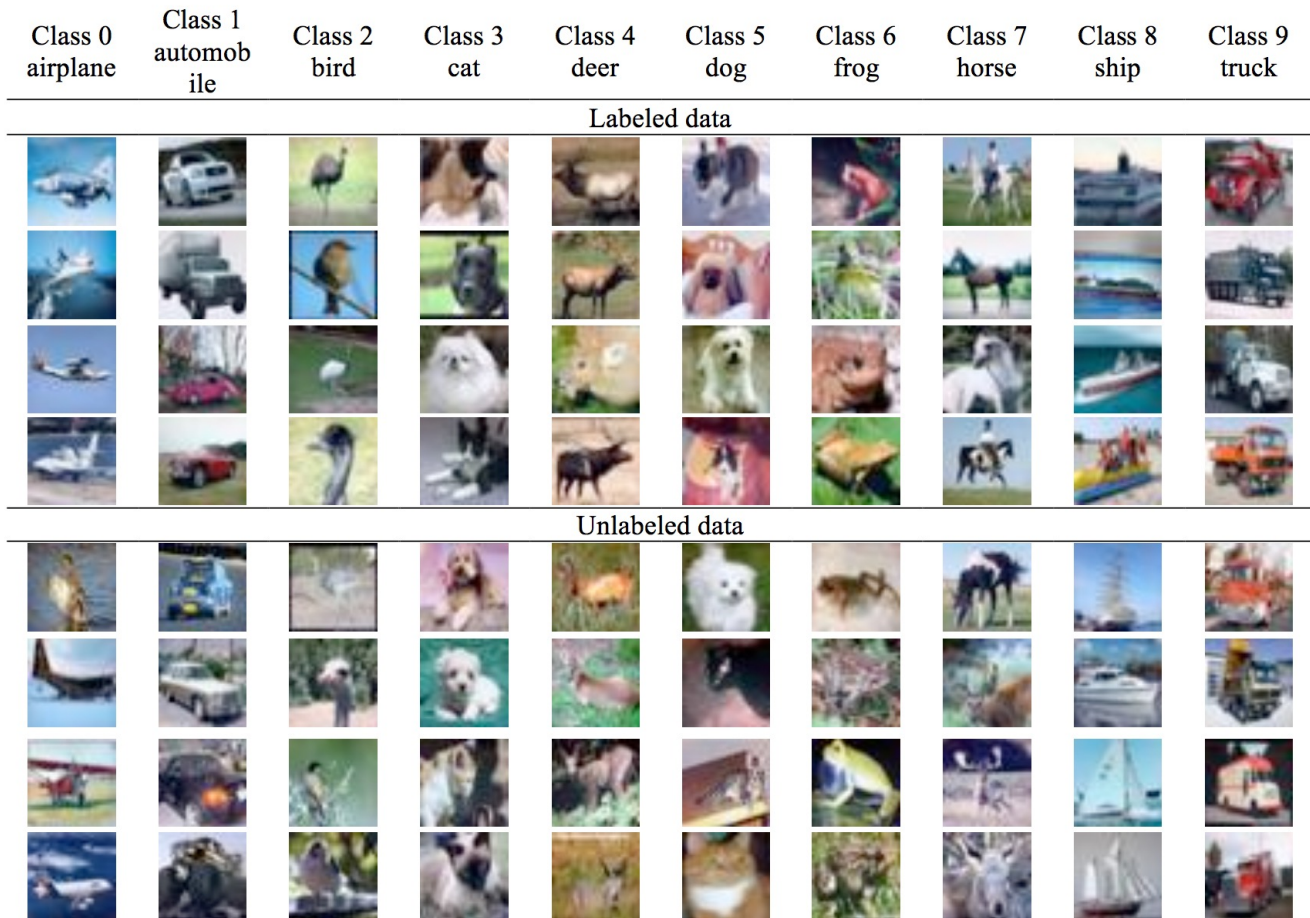 Class 0 airplane
Class 1 automob ile
Class 2 bird
Class 3 cat
Class 4 deer
Class 5 dog
Class 6 frog
Class 7 horse
Class 8 ship
Class 9 truck
Labeled data
Unlabeled data